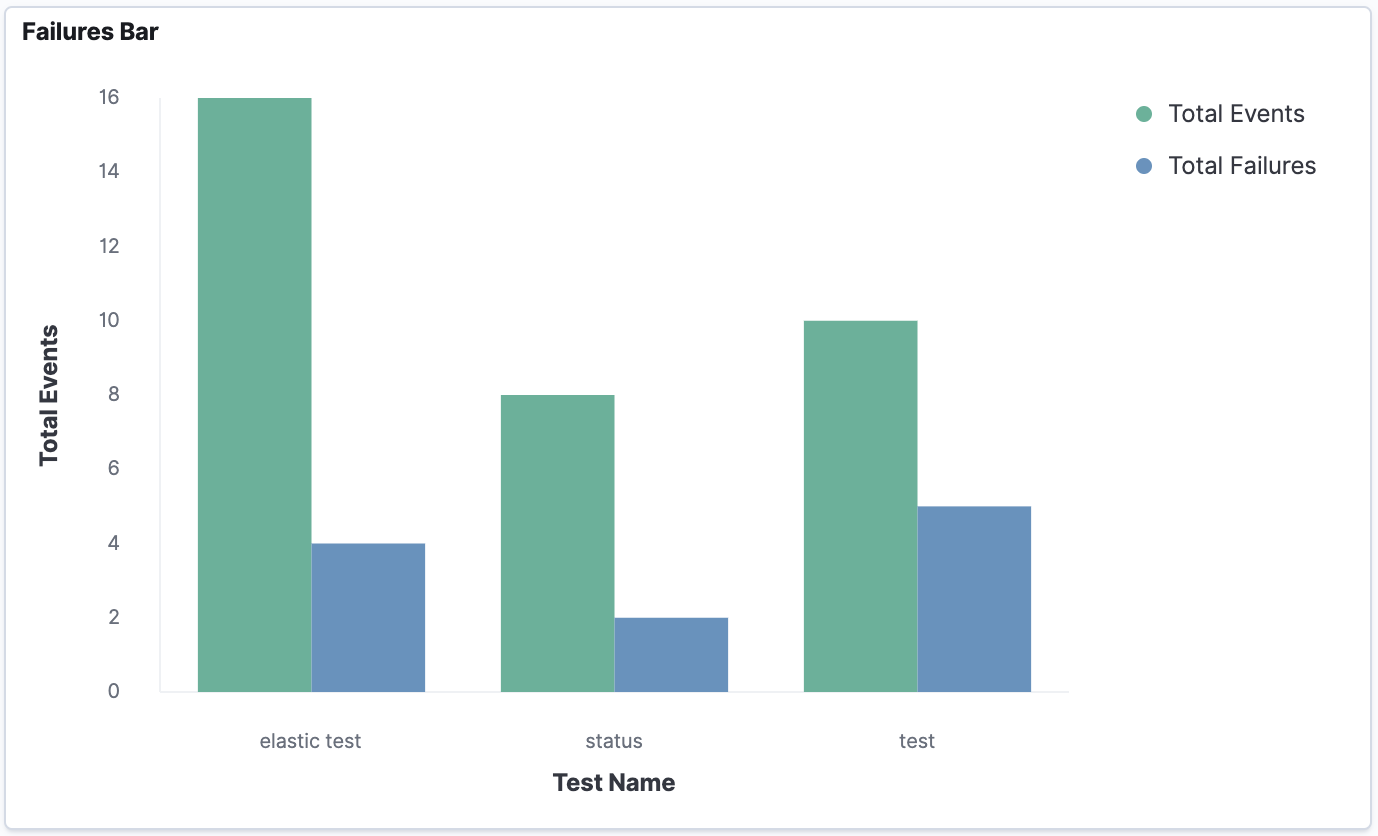 Failures Bar
Total Events
Total Failures
16
14
12
10
8
6
4
2
0
Total Events
elastic test
status
test
Test Name